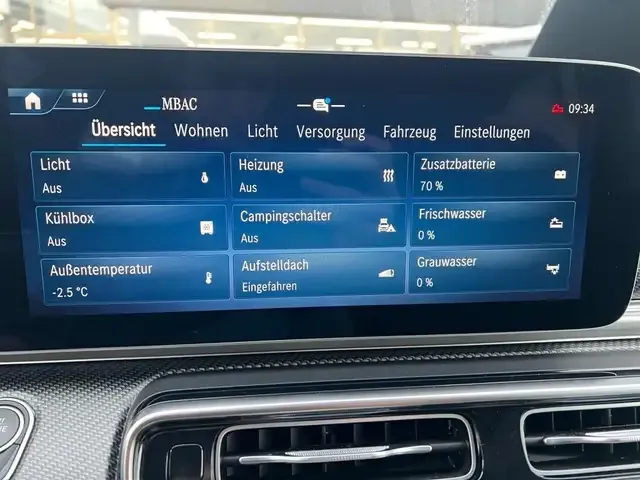 MBAC
09:34
Übersicht Wohnen Licht Versorgung Fahrzeug Einstellungen
Licht
Aus
Heizung
Aus
Zusatzbatterie
70 %
Kühlbox
Aus
Campingschalter
Aus
Frischwasser
0 %
Außentemperatur
-2.5 °C
Aufstelldach
Eingefahren
Grauwasser
0 %